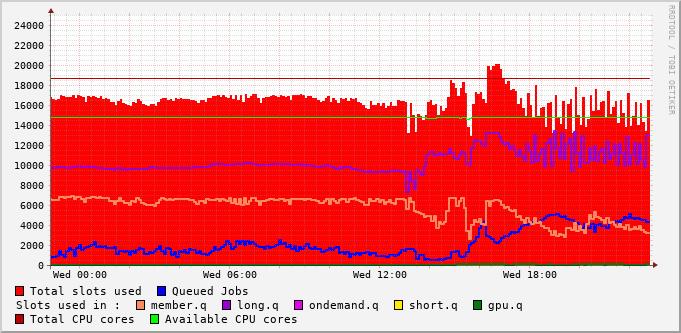 RRDTOOL / TOBI OETIKER
24000
22000
20000
18000
16000
14000
12000
10000
8000
6000
4000
2000
0
Wed 00:00 Wed 06:00 Wed 12:00 Wed 18:00
Total slots used Queued Jobs
Slots used in : member.q long.q ondemand.q short.q gpu.q
Total CPU cores Available CPU cores